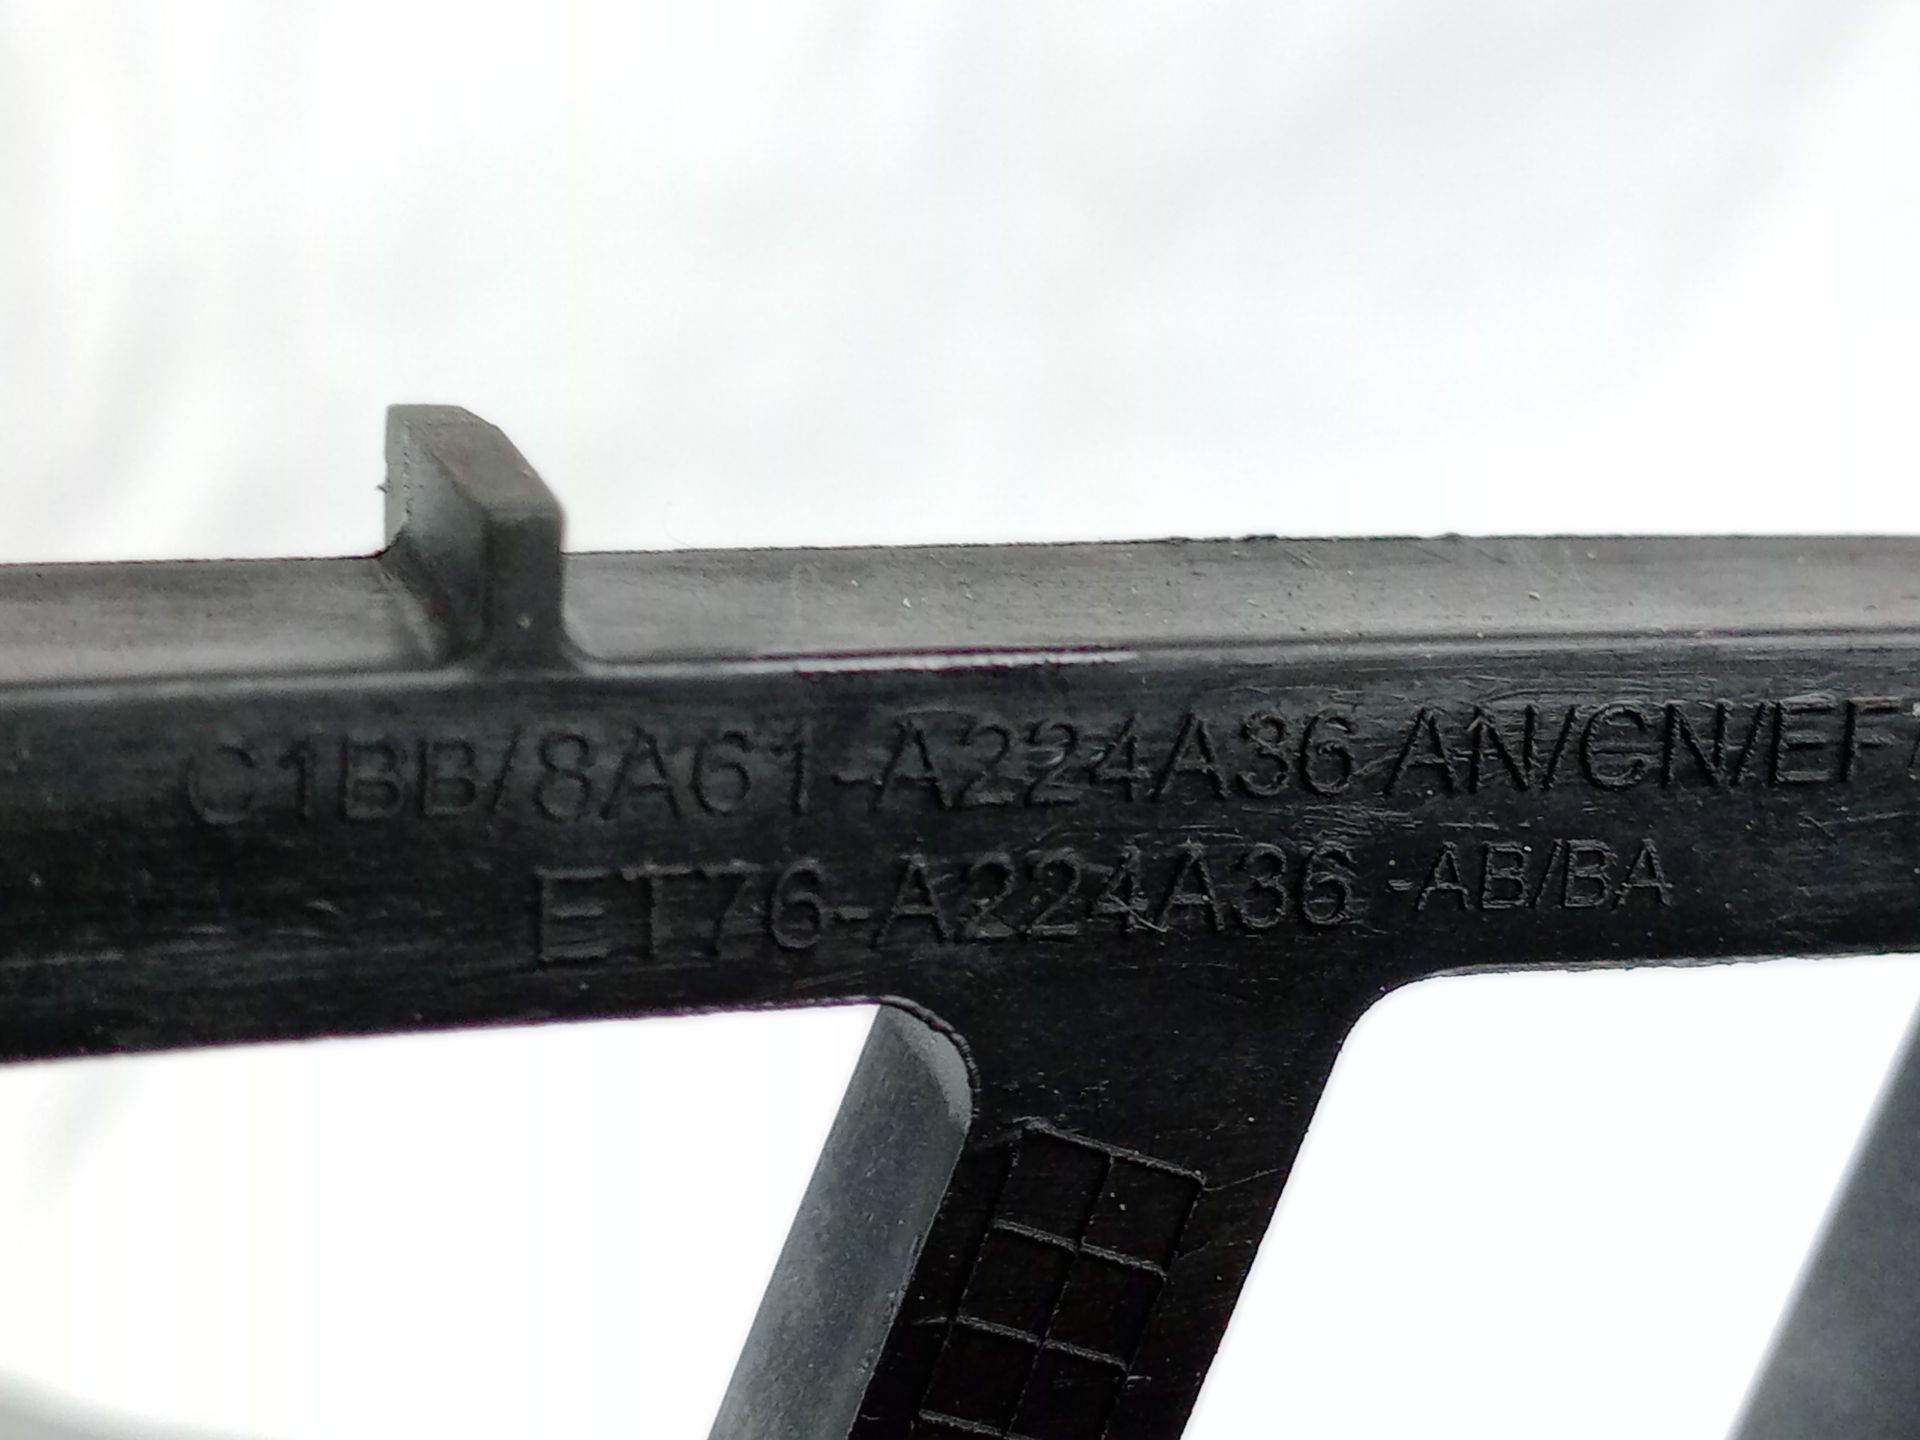 C1BB/8A61-A224A36 AN/CN/EF
ET76-A224A36 -AB/BA